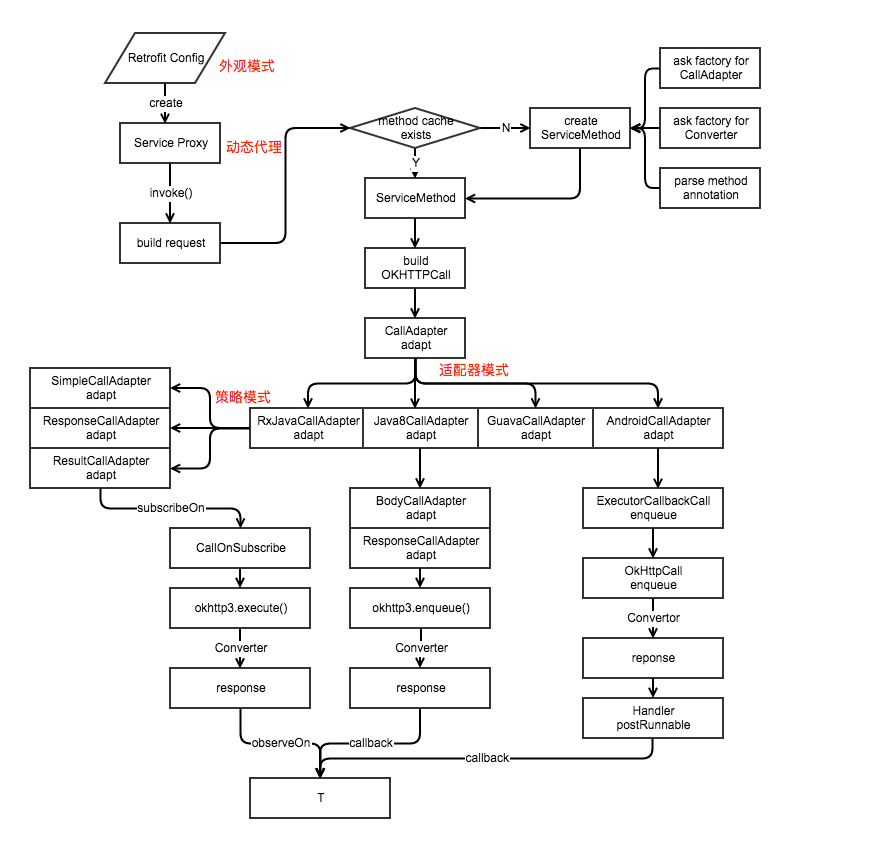 Retrofit Config
外观模式
create
Service Proxy
动态代理
invoke()
build request
method cache
exists
N
Y
create
ServiceMethod
ask factory for
CallAdapter
ask factory for
Converter
parse method
annotation
ServiceMethod
build
OKHTTPCall
CallAdapter
adapt
适配器模式
策略模式
SimpleCallAdapter
adapt
ResponseCallAdapter
adapt
ResultCallAdapter
adapt
RxJavaCallAdapter
adapt
Java8CallAdapter
adapt
GuavaCallAdapter
adapt
AndroidCallAdapter
adapt
subscribeOn
CallOnSubscribe
okhttp3.execute()
Converter
response
observeOn
BodyCallAdapter
adapt
ResponseCallAdapter
adapt
okhttp3.enqueue()
Converter
response
callback
ExecutorCallbackCall
enqueue
OkHttpCall
enqueue
Convertor
reponse
Handler
postRunnable
callback
T